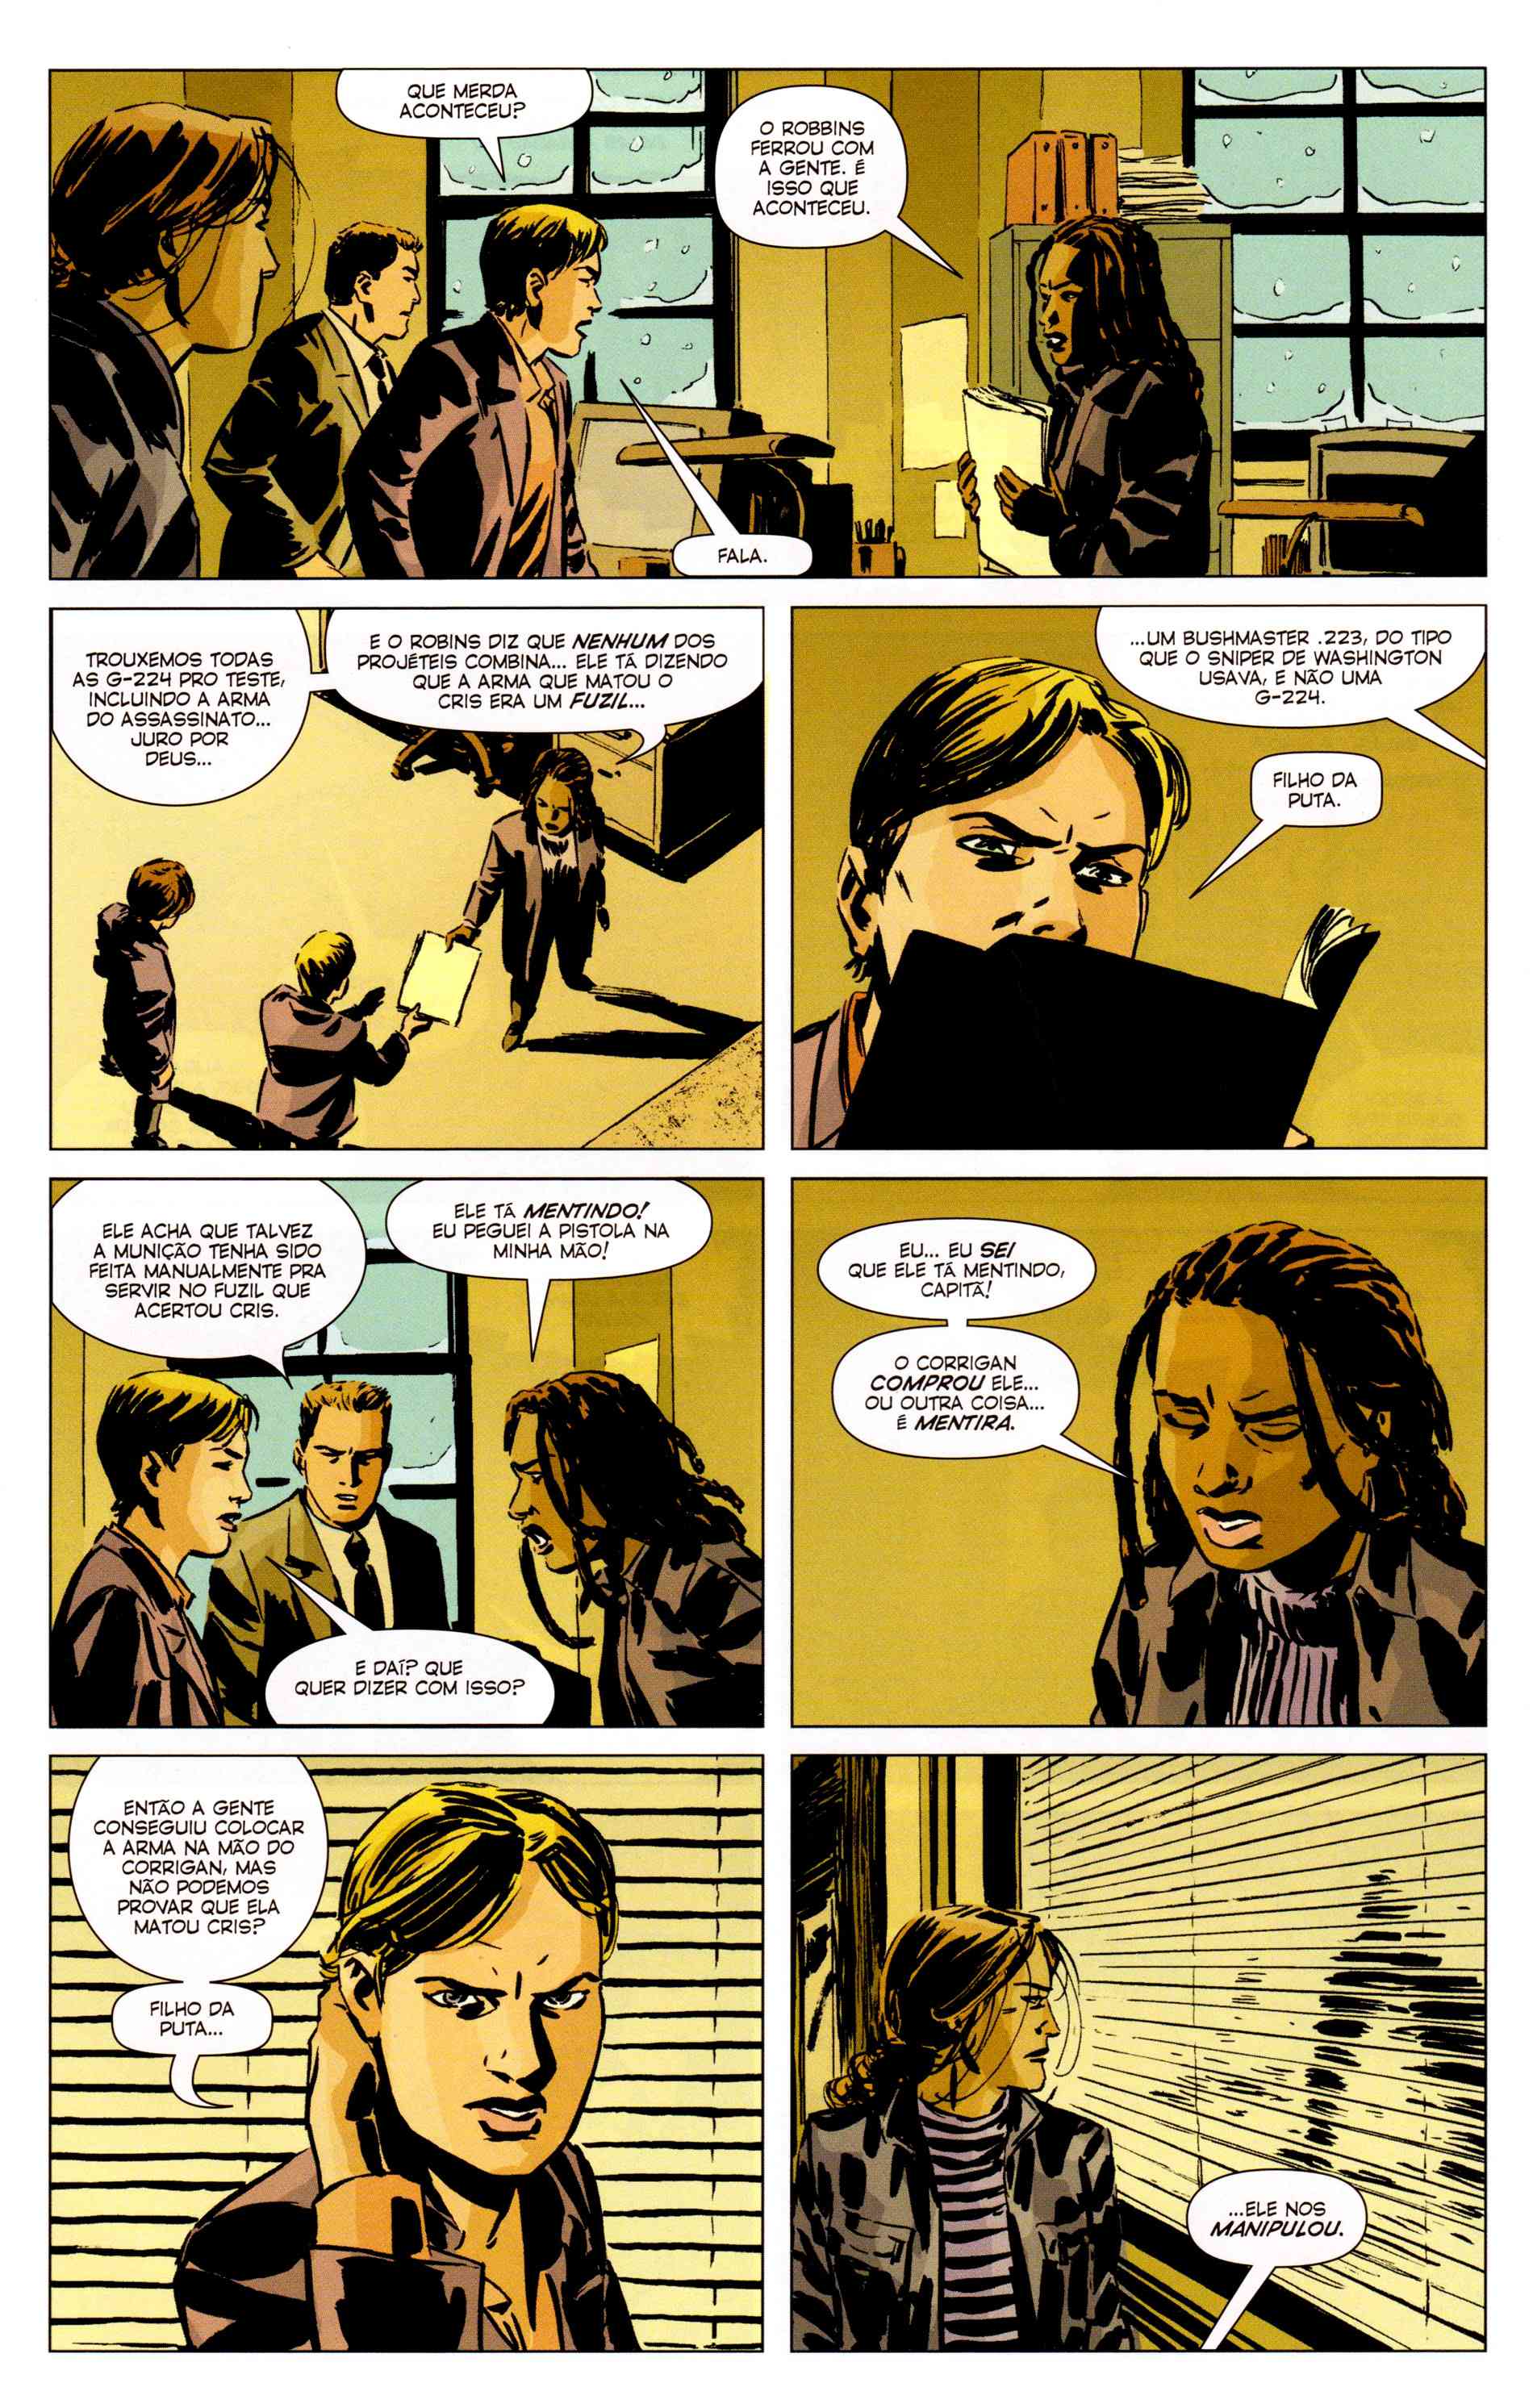 QUE MERDA
ACONTECEU?
O ROBBINS
FERROU COM
A GENTE. É
ISSO QUE
ACONTECEU.
FALA.
TROUXEMOS TODAS
AS G-224 PRO TESTE,
INCLUINDO A ARMA
DO ASSASSINATO...
JURO POR
DEUS...
E O ROBINS DIZ QUE NENHUM DOS
PROJÉTEIS COMBINA... ELE TÁ DIZENDO
QUE A ARMA QUE MATOU O
CRIS ERA UM FUZIL...
...UM BUSHMASTER .223, DO TIPO
QUE O SNIPER DE WASHINGTON
USAVA, E NÃO UMA
G-224.
FILHO DA
PUTA.
ELE ACHA QUE TALVEZ
A MUNIÇÃO TENHA SIDO
FEITA MANUALMENTE PRA
SERVIR NO FUZIL QUE
ACERTOU CRIS.
ELE TÁ MENTINDO!
EU PEGUEI A PISTOLA NA
MINHA MÃO!
E DAÍ? QUE
QUER DIZER COM ISSO?
EU... EU SEI
QUE ELE TÁ MENTINDO,
CAPITÃ!
O CORRIGAN
COMPROU ELE...
OU OUTRA COISA...
É MENTIRA.
ENTÃO A GENTE
CONSEGUIU COLOCAR
A ARMA NA MÃO DO
CORRIGAN, MAS
NÃO PODEMOS
PROVAR QUE ELA
MATOU CRIS?
FILHO DA
PUTA...
...ELE NOS
MANIPULOU.